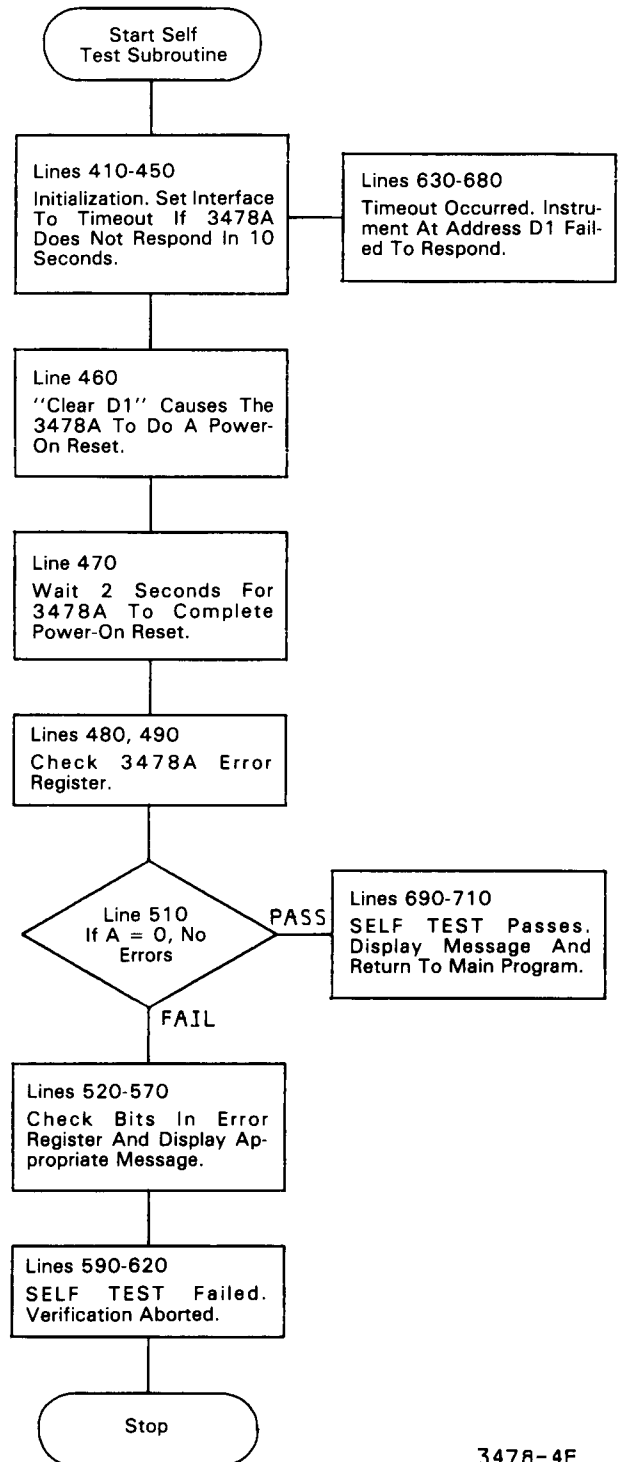 Start Self
Test Subroutine
Lines 410-450
Initialization. Set Interface
To Timeout If 3478A
Does Not Respond In 10
Seconds.
Lines 630-680
Timeout Occurred. Instru-
ment At Address D1 Fail-
ed To Respond.
Line 460
''Clear D1'' Causes The
3478A To Do A Power-
On Reset.
Line 470
Wait 2 Seconds For
3478A To Complete
Power-On Reset.
Lines 480, 490
Check 3478A Error
Register.
Line 510
If A = 0, No
Errors
PASS
Lines 690-710
SELF TEST Passes.
Display Message And
Return To Main Program.
FAIL
Lines 520-570
Check Bits In Error
Register And Display Ap-
propriate Message.
Lines 590-620
SELF TEST Failed.
Verification Aborted.
Stop